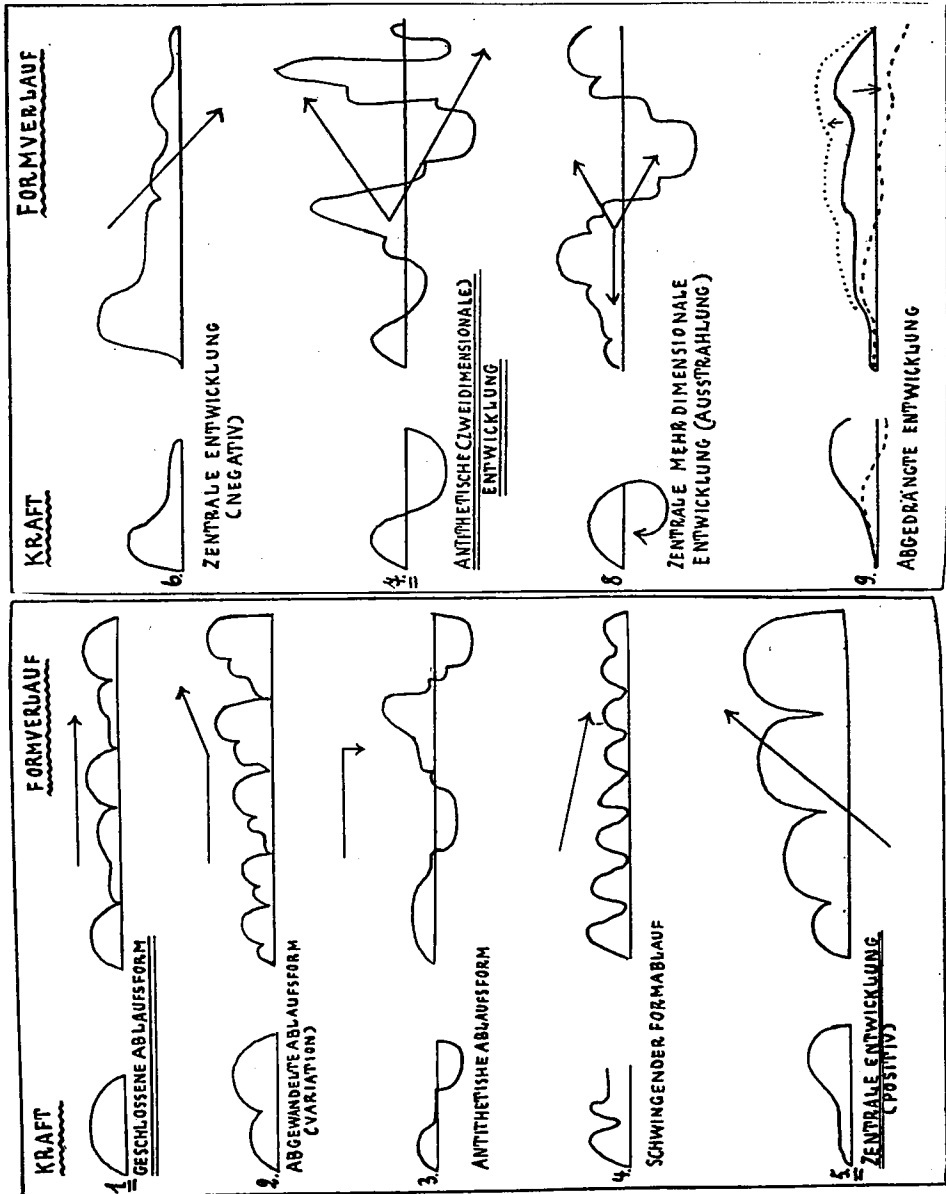 KRAFT FORMVERLAUF
1. GESCHLOSSENE ABLAUFSFORM
2. ABGEWANDELTE ABLAUFSFORM
(VARIATION)
3. ANTITHETISHE ABLAUFSFORM
4. SCHWINGENDER FORMABLAUF
5. ZENTRALE ENTWICKLUNG
(POSITIV)
KRAFT FORMVERLAUF
6. ZENTRALE ENTWICKLUNG
(NEGATIV)
7. ANTITHETISCHE (ZWEIDIMENSIONALE)
ENTWICKLUNG
8 ZENTRALE MEHRDIMENSIONALE
ENTWICKLUNG (AUSSTRAHLUNG)
9. ABGEDRÄNGTE ENTWICKLUNG